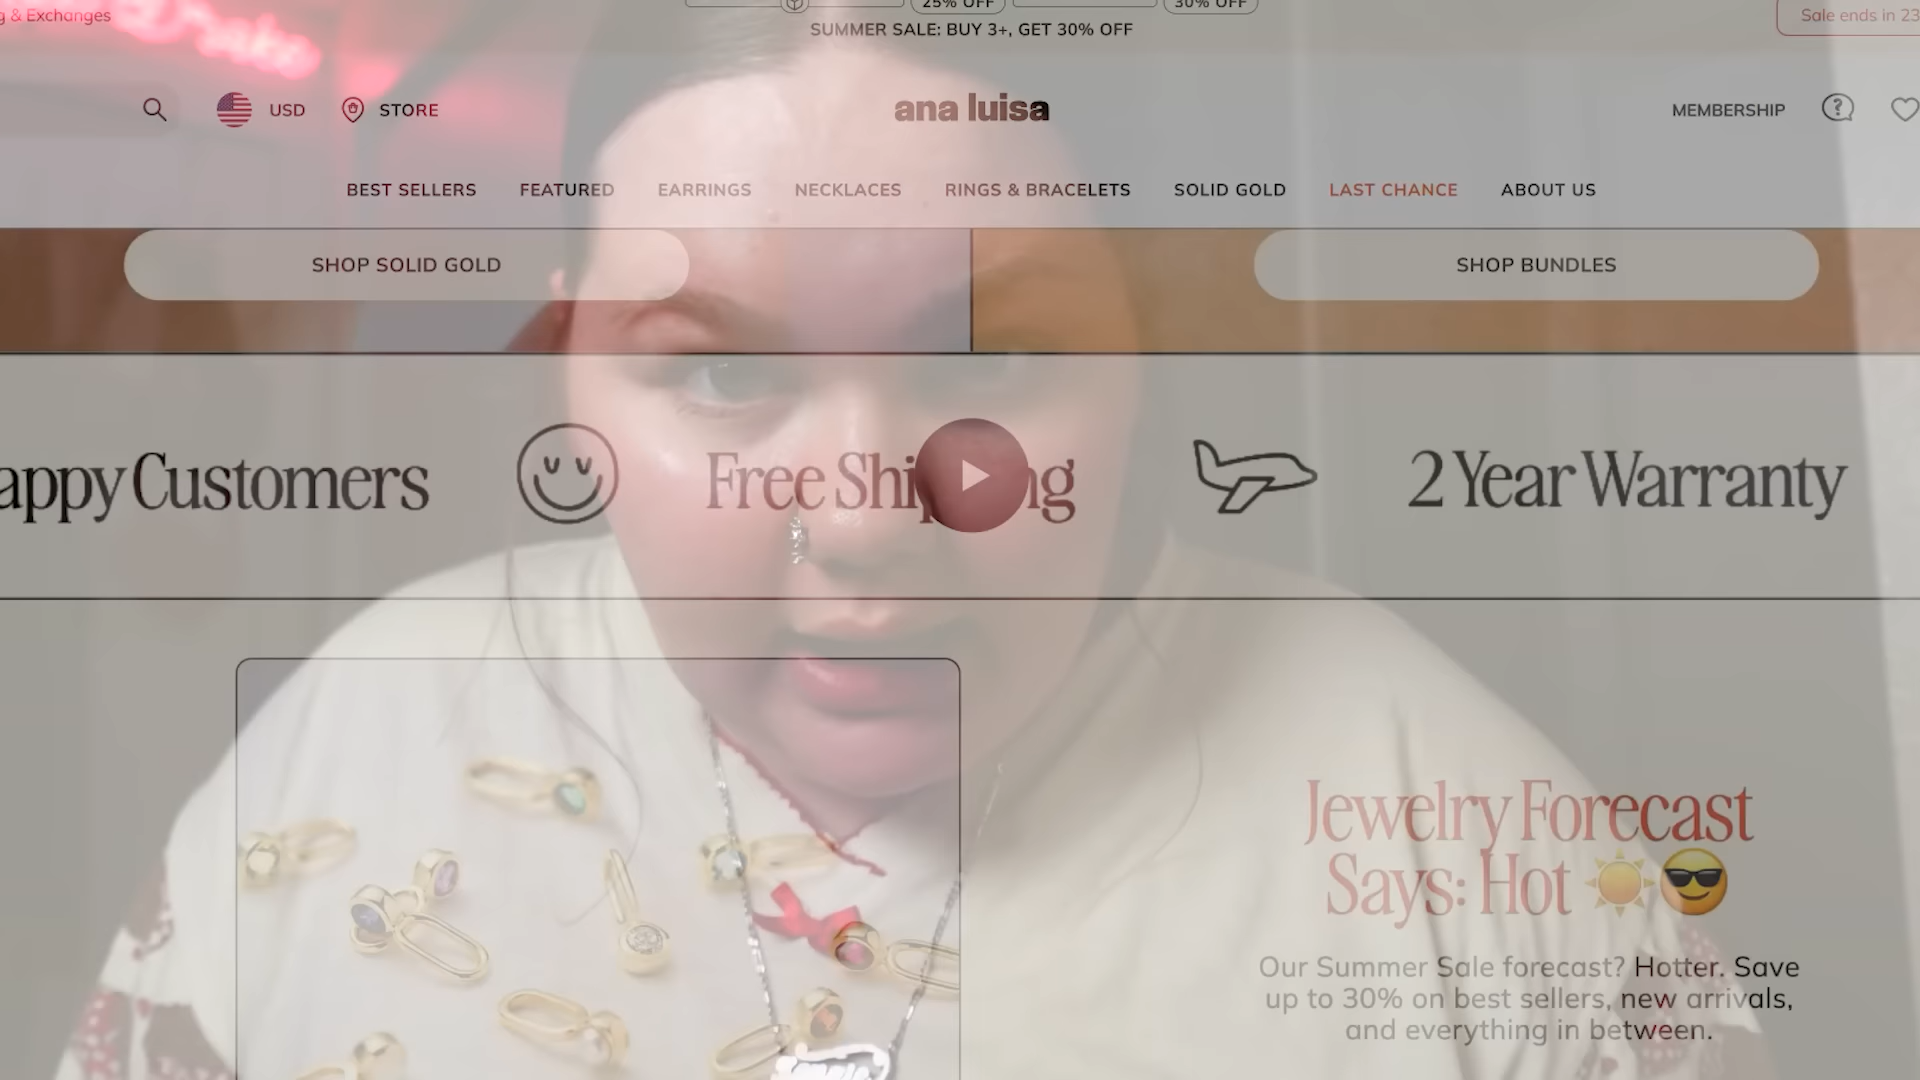 & Exchanges
25% OFF
30% OFF
SUMMER SALE: BUY 3+, GET 30% OFF
Sale ends in 23
USD
STORE
ana luisa
MEMBERSHIP
BEST SELLERS
FEATURED
EARRINGS
NECKLACES
RINGS & BRACELETS
SOLID GOLD
LAST CHANCE
ABOUT US
SHOP SOLID GOLD
SHOP BUNDLES
appy Customers
Free Shi ng
2 Year Warranty
Jewelry Forecast
Says: Hot
Our Summer Sale forecast? Hotter. Save
up to 30% on best sellers, new arrivals,
and everything in between.